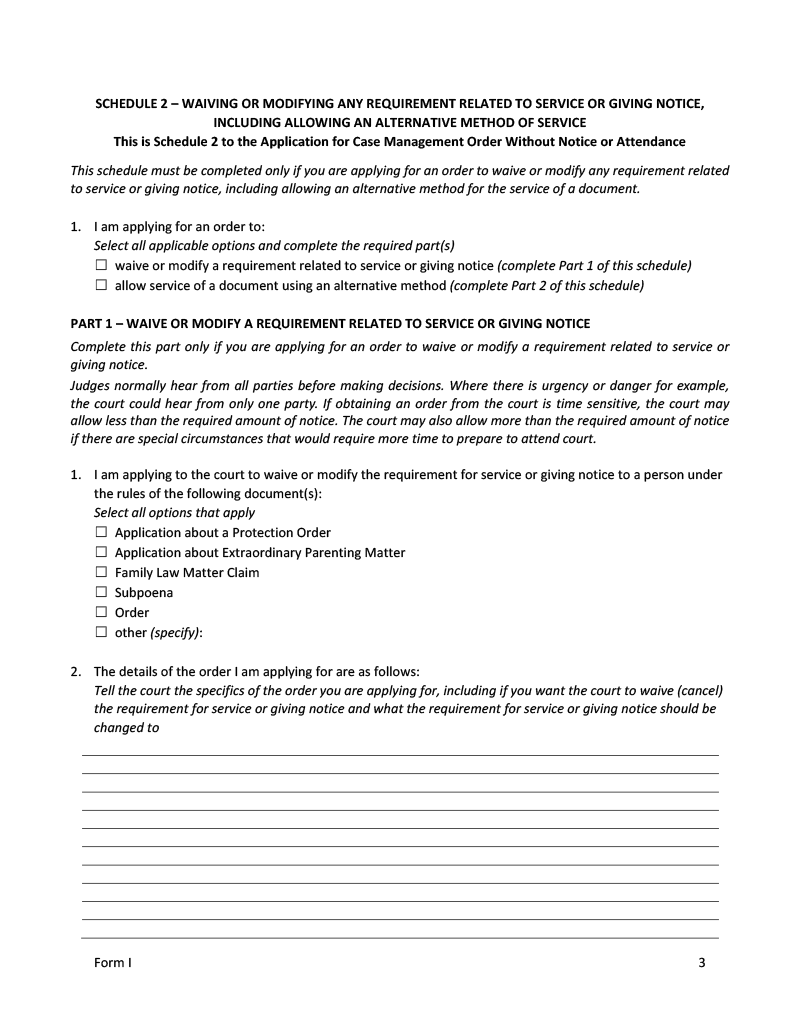 SCHEDULE 2 – WAIVING OR MODIFYING ANY REQUIREMENT RELATED TO SERVICE OR GIVING NOTICE,
INCLUDING ALLOWING AN ALTERNATIVE METHOD OF SERVICE
This is Schedule 2 to the Application for Case Management Order Without Notice or Attendance
This schedule must be completed only if you are applying for an order to waive or modify any requirement related
to service or giving notice, including allowing an alternative method for the service of a document.
1. I am applying for an order to:
Select all applicable options and complete the required part(s)
☐ waive or modify a requirement related to service or giving notice (complete Part 1 of this schedule)
☐ allow service of a document using an alternative method (complete Part 2 of this schedule)
PART 1 – WAIVE OR MODIFY A REQUIREMENT RELATED TO SERVICE OR GIVING NOTICE
Complete this part only if you are applying for an order to waive or modify a requirement related to service or
giving notice.
Judges normally hear from all parties before making decisions. Where there is urgency or danger for example,
the court could hear from only one party. If obtaining an order from the court is time sensitive, the court may
allow less than the required amount of notice. The court may also allow more than the required amount of notice
if there are special circumstances that would require more time to prepare to attend court.
1. I am applying to the court to waive or modify the requirement for service or giving notice to a person under
the rules of the following document(s):
Select all options that apply
☐ Application about a Protection Order
☐ Application about Extraordinary Parenting Matter
☐ Family Law Matter Claim
☐ Subpoena
☐ Order
☐ other (specify):
2. The details of the order I am applying for are as follows:
Tell the court the specifics of the order you are applying for, including if you want the court to waive (cancel)
the requirement for service or giving notice and what the requirement for service or giving notice should be
changed to
Form I 3